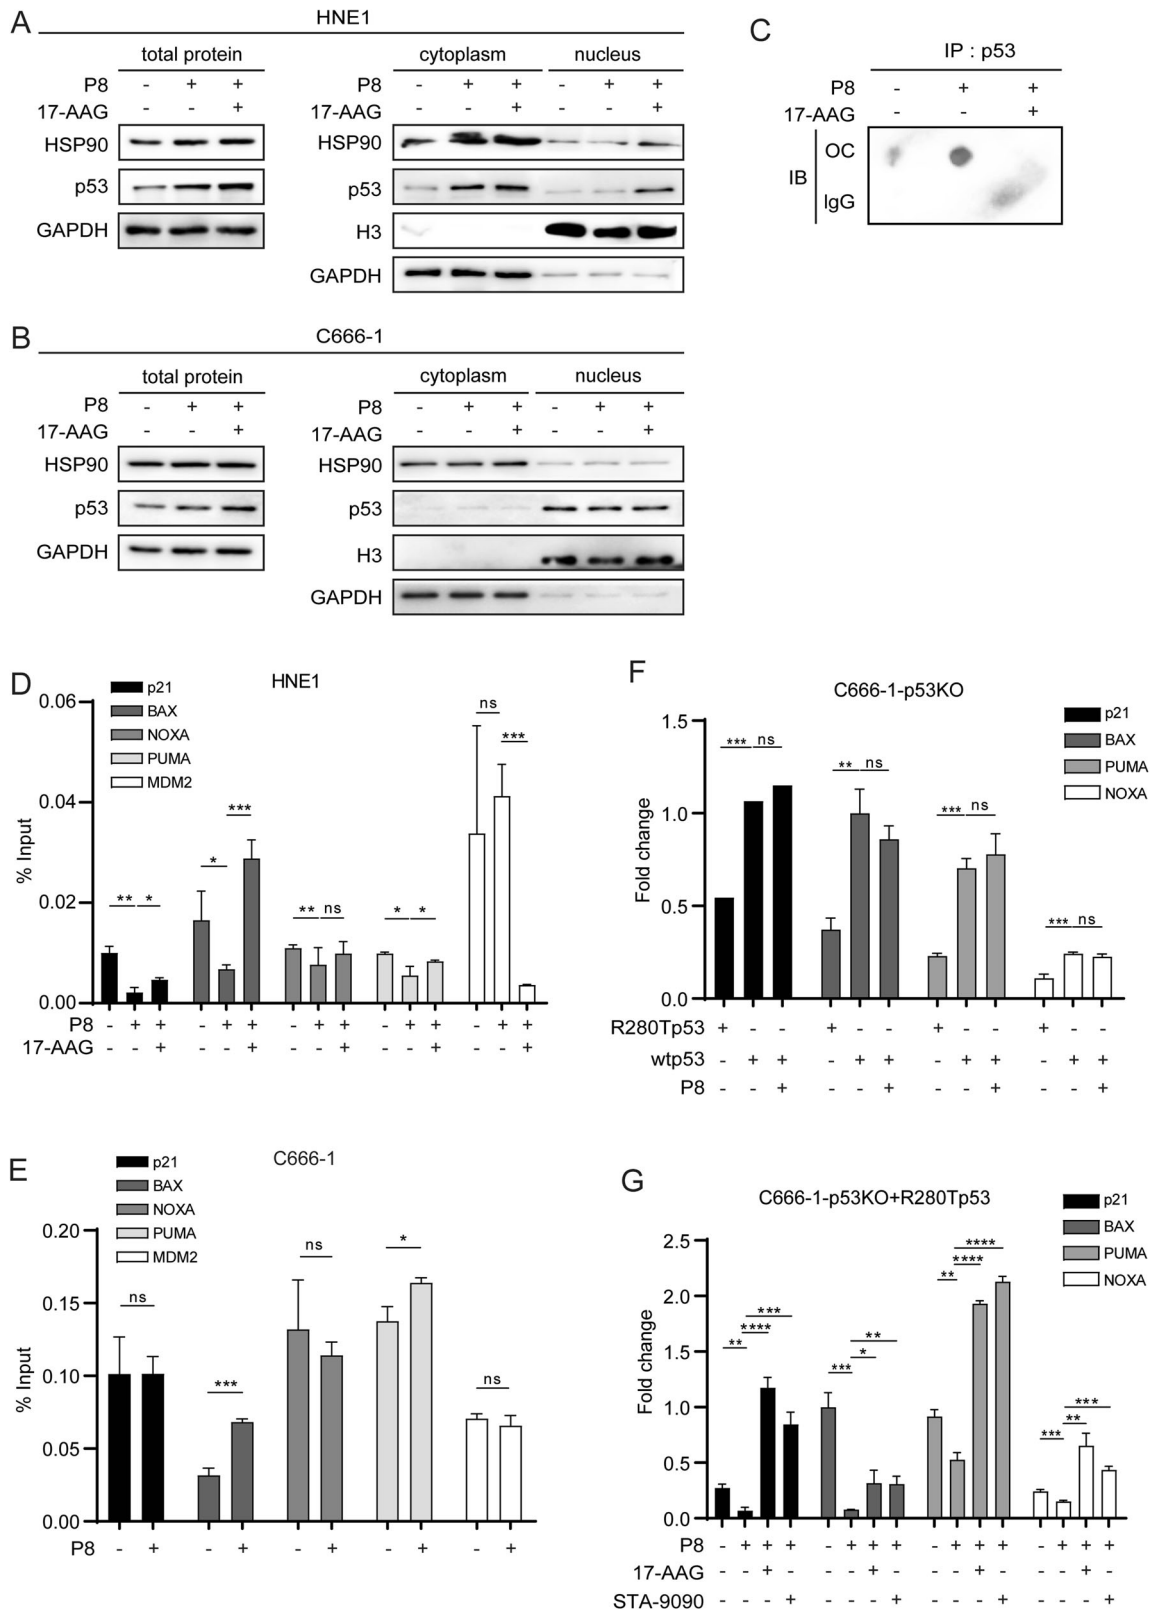 A
HNE1
total protein
cytoplasm
nucleus
P8 - + + - + + - + +
17-AAG - - + - - + - - +
HSP90
HSP90
p53
p53
GAPDH
H3
GAPDH
B
C666-1
total protein
cytoplasm
nucleus
P8 - + + - + + - + +
17-AAG - - + - - + - - +
HSP90
HSP90
p53
p53
GAPDH
H3
GAPDH
C
IP : p53
P8 - + +
17-AAG - - +
IB
OC
IgG
D
HNE1
p21
BAX
NOXA
PUMA
MDM2
% Input
0.06
0.04
0.02
0.00
** *
* ***
** ns
* *
ns ***
P8 - + + - + + - + + - + + - + +
17-AAG - - + - - + - - + - - + - - +
E
C666-1
p21
BAX
NOXA
PUMA
MDM2
% Input
0.20
0.15
0.10
0.05
0.00
ns
***
ns
*
ns
P8 - + - + - + - + - +
F
C666-1-p53KO
p21
BAX
PUMA
NOXA
Fold change
1.5
1.0
0.5
0.0
*** ns
** ns
*** ns
*** ns
R280Tp53 + - - + - - + - - + - -
wtp53 - + + - + + - + + - + +
P8 - - + - - + - - + - - +
G
C666-1-p53KO+R280Tp53
p21
BAX
PUMA
NOXA
Fold change
2.5
2.0
1.5
1.0
0.5
0.0
** **** ***
*** * **
** **** ****
*** ** ***
P8 - + + + - + + + - + + + - + + +
17-AAG - - + - - - + - - - + - - - + -
STA-9090 - - - + - - - + - - - + - - - +